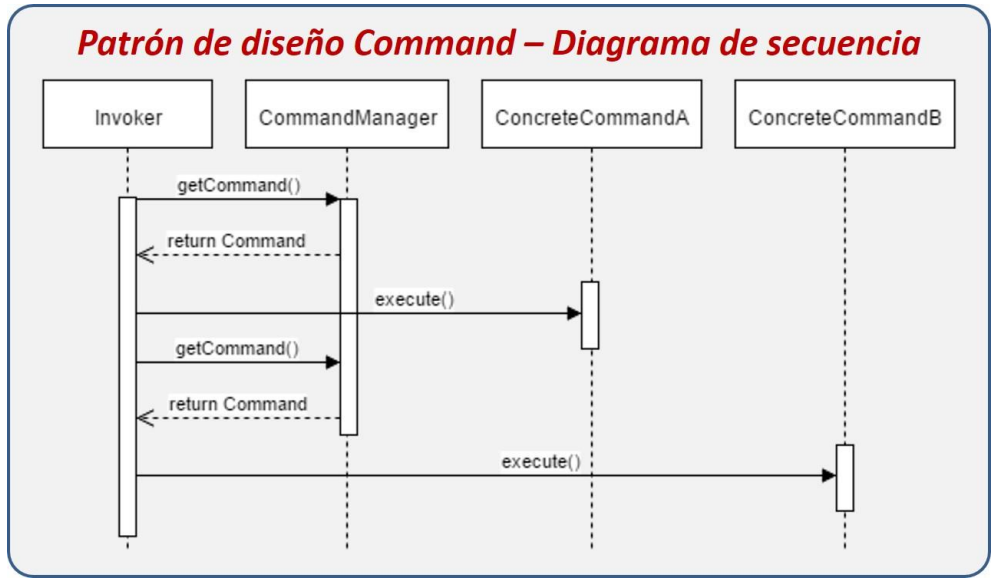 Patrón de diseño Command – Diagrama de secuencia
Invoker
CommandManager
ConcreteCommandA
ConcreteCommandB
getCommand()
return Command
execute()
getCommand()
return Command
execute()